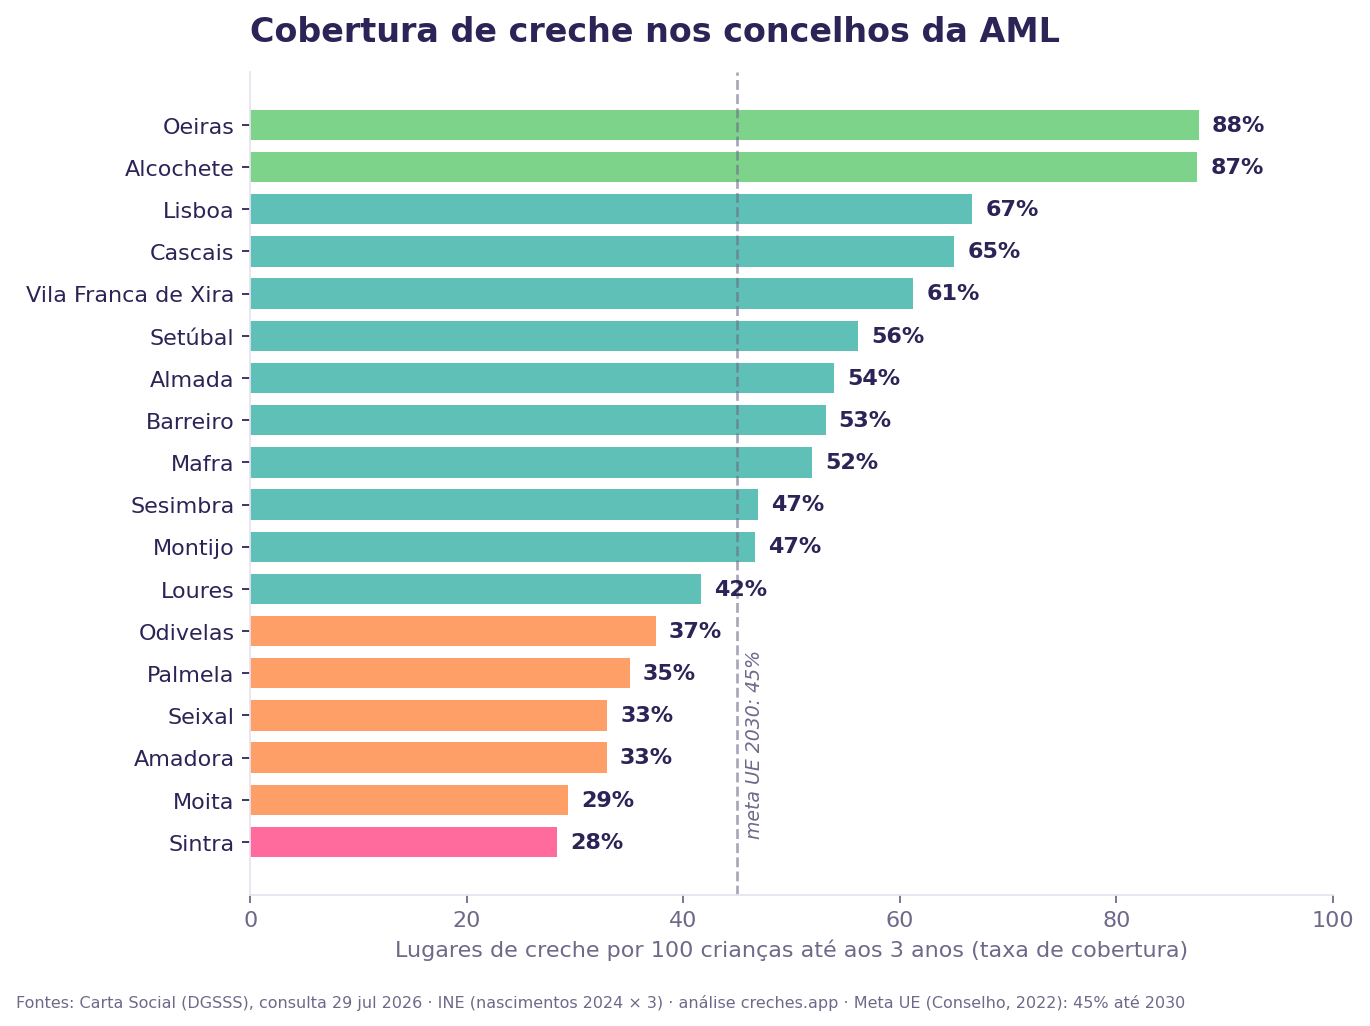 Cobertura de creche nos concelhos da AML
Oeiras 88%
Alcochete 87%
Lisboa 67%
Cascais 65%
Vila Franca de Xira 61%
Setúbal 56%
Almada 54%
Barreiro 53%
Mafra 52%
Sesimbra 47%
Montijo 47%
Loures 42%
Odivelas 37%
Palmela 35%
Seixal 33%
Amadora 33%
Moita 29%
Sintra 28%
meta UE 2030: 45%
0 20 40 60 80 100
Lugares de creche por 100 crianças até aos 3 anos (taxa de cobertura)
Fontes: Carta Social (DGSSS), consulta 29 jul 2026 · INE (nascimentos 2024 × 3) · análise creches.app · Meta UE (Conselho, 2022): 45% até 2030